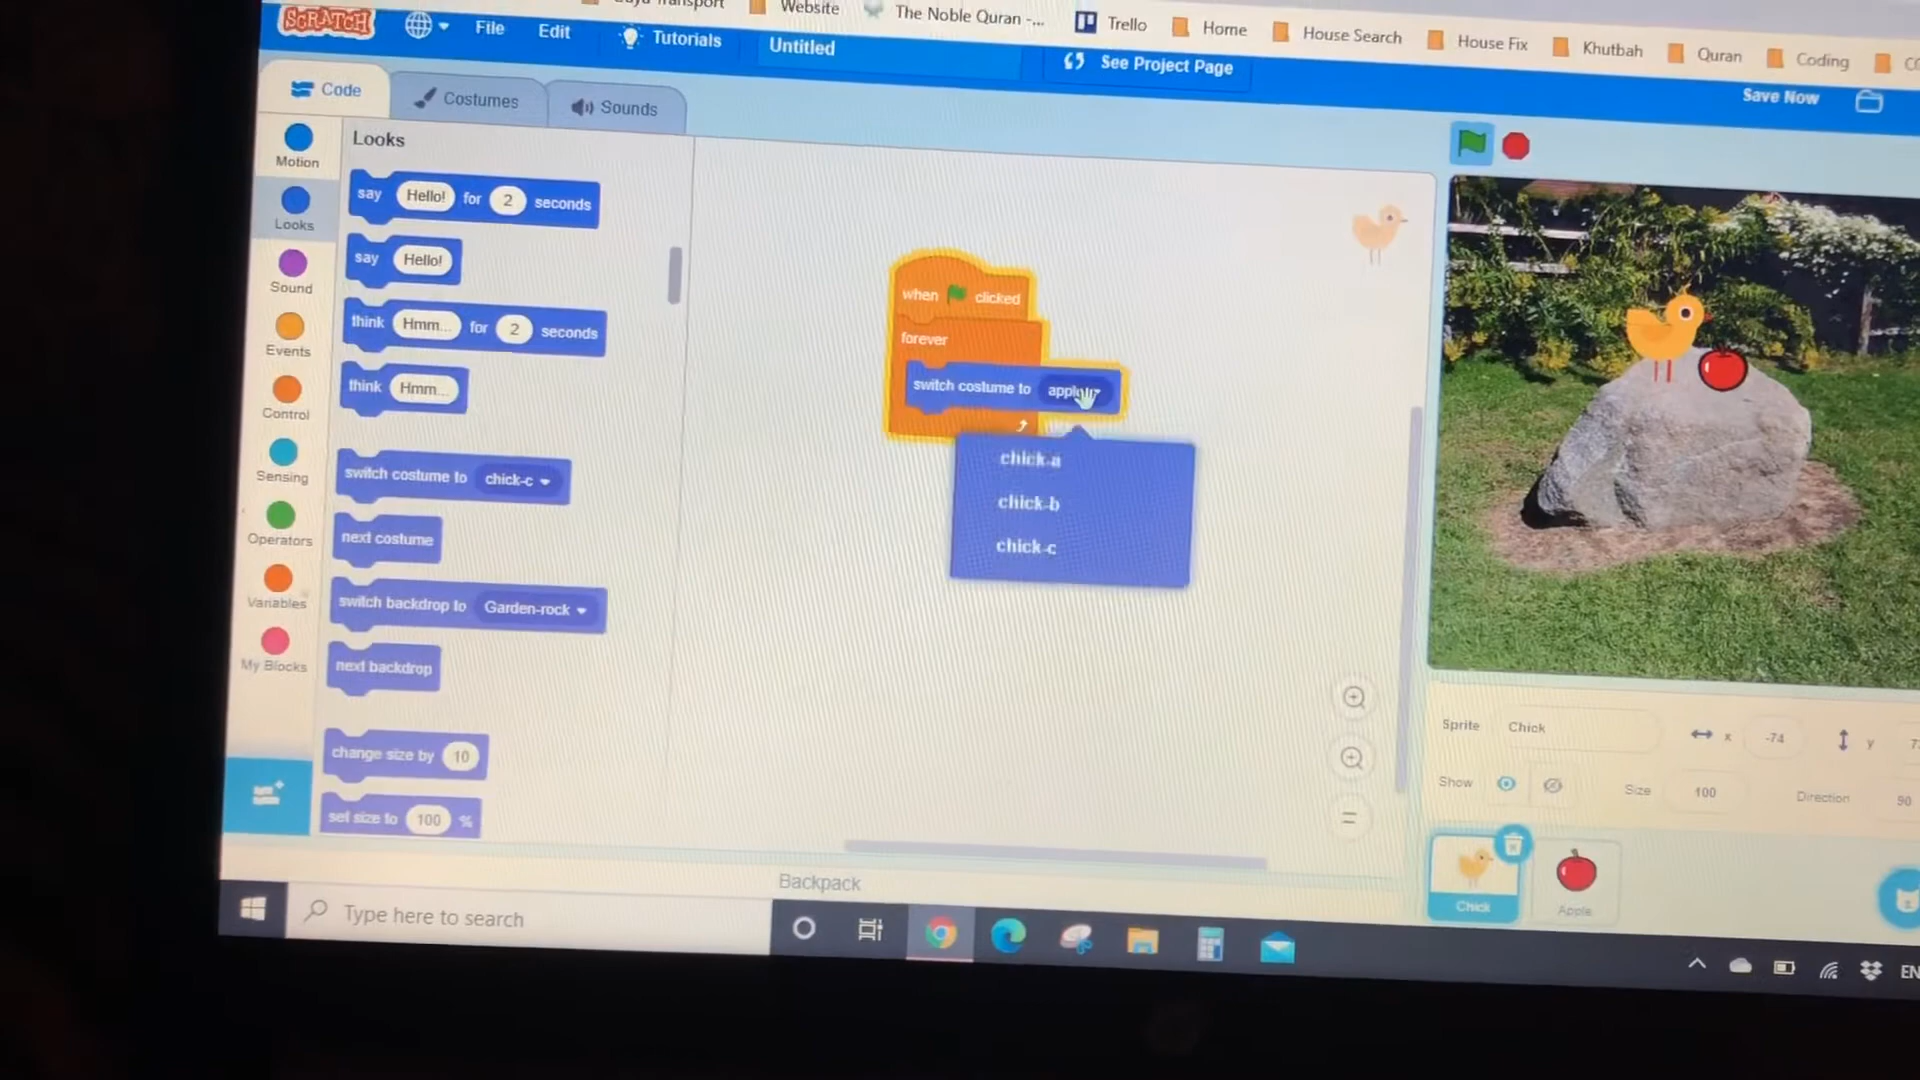 Website
The Noble Quran -...
Trello
Home
House Search
House Fix
Khutbah
Quran
Coding
SCRATCH
File
Edit
Tutorials
Untitled
See Project Page
Save Now
Code
Costumes
Sounds
Motion
Looks
Sound
Events
Control
Sensing
Operators
Variables
My Blocks
Looks
say Hello! for 2 seconds
say Hello!
think Hmm... for 2 seconds
think Hmm...
switch costume to chick-c
next costume
switch backdrop to Garden-rock
next backdrop
change size by 10
set size to 100 %
when clicked
forever
switch costume to
chick-a
chick-b
chick-c
Backpack
Sprite Chick x -74 y
Show Size 100 Direction 90
Chick
Apple
Type here to search
EN